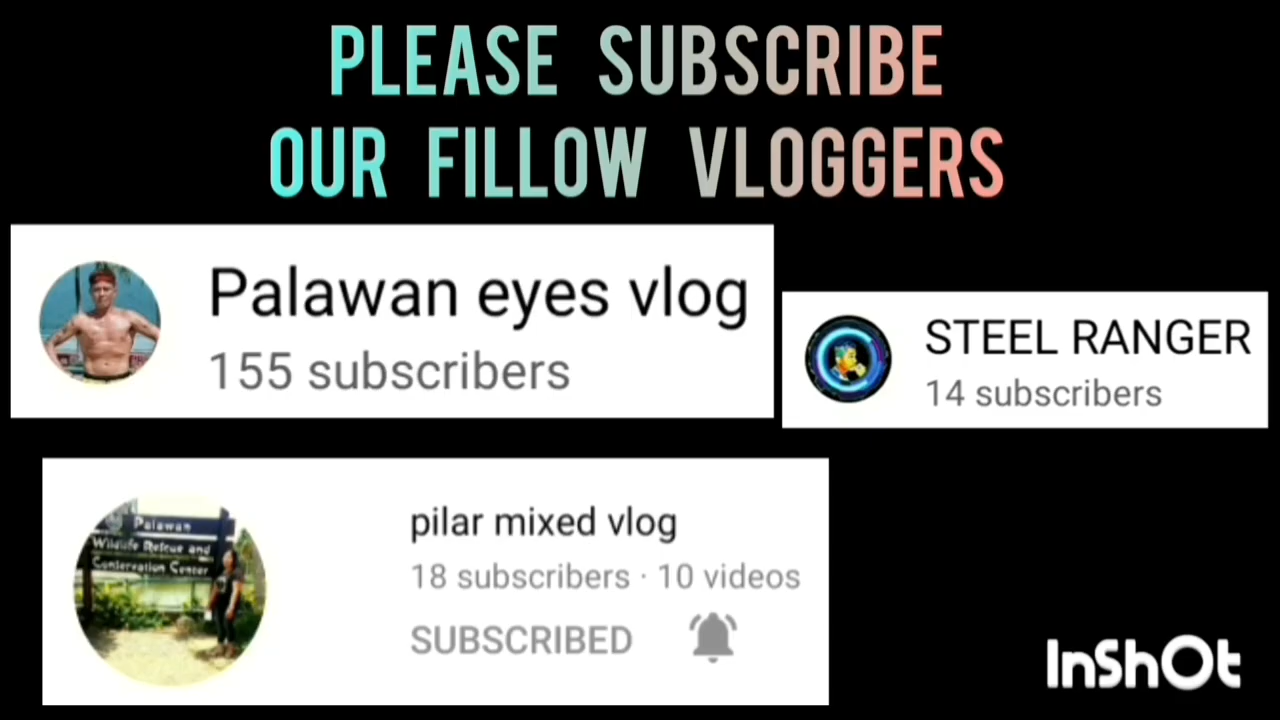 PLEASE SUBSCRIBE
OUR FILLOW VLOGGERS
Palawan eyes vlog
155 subscribers
STEEL RANGER
14 subscribers
Palawan
Wildlife Rescue and
Conservation Center
pilar mixed vlog
18 subscribers · 10 videos
SUBSCRIBED
InShOt